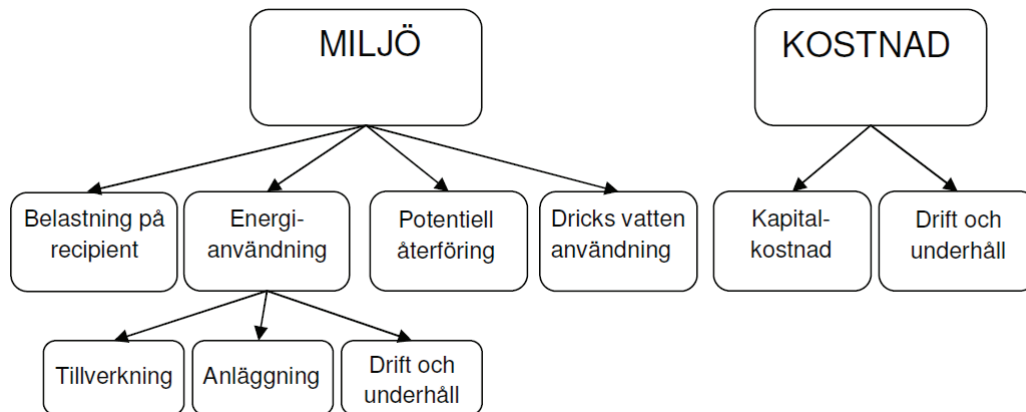 MILJÖ
KOSTNAD
Belastning på
recipient
Energi-
användning
Potentiell
återföring
Dricks vatten
användning
Kapital-
kostnad
Drift och
underhåll
Tillverkning
Anläggning
Drift och
underhåll